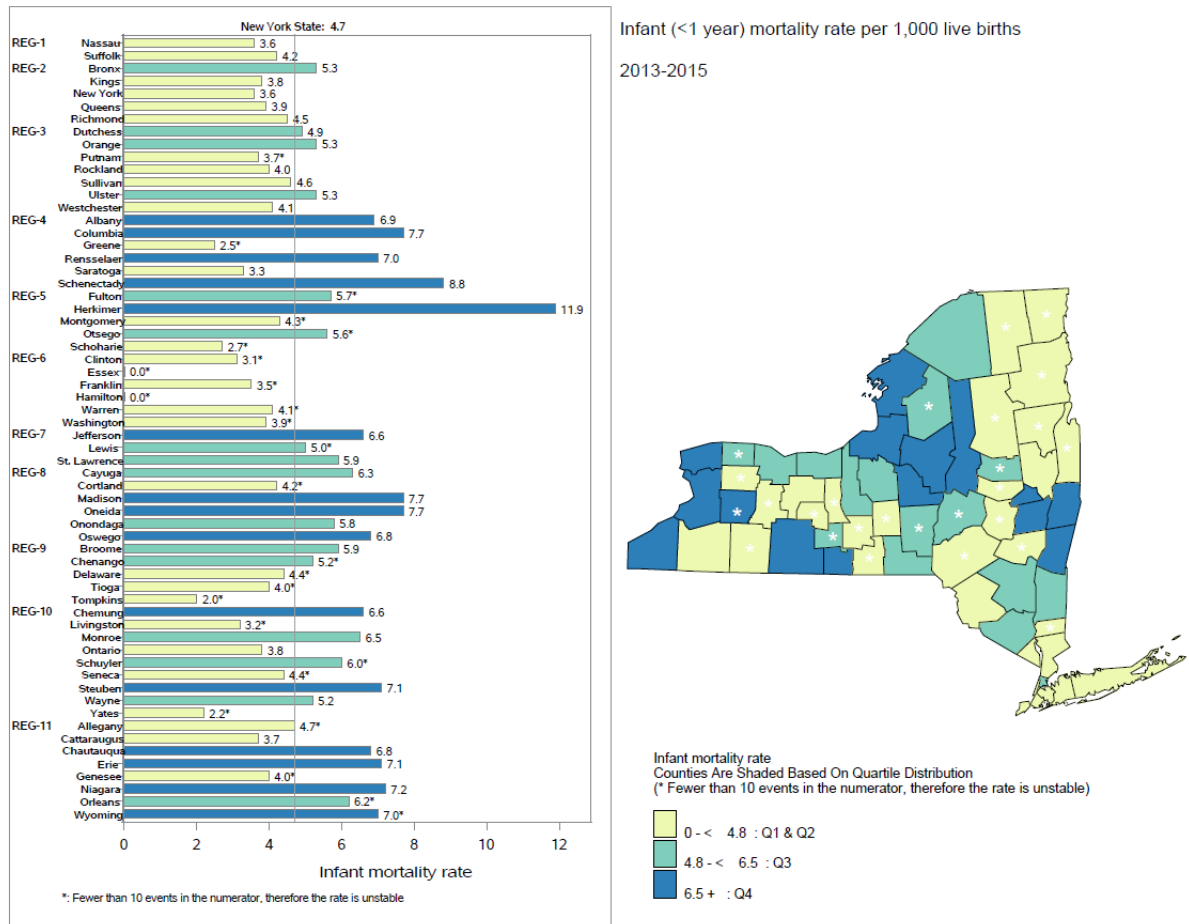 New York State: 4.7
REG-1 Nassau 3.6
Suffolk 4.2
REG-2 Bronx 5.3
Kings 3.8
New York 3.6
Queens 3.9
Richmond 4.5
REG-3 Dutchess 4.9
Orange 5.3
Putnam 3.7*
Rockland 4.0
Sullivan 4.6
Ulster 5.3
Westchester 4.1
REG-4 Albany 6.9
Columbia 7.7
Greene 2.5*
Rensselaer 7.0
Saratoga 3.3
Schenectady 8.8
REG-5 Fulton 5.7*
Herkimer 11.9
Montgomery 4.3*
Otsego 5.6*
Schoharie 2.7*
REG-6 Clinton 3.1*
Essex 0.0*
Franklin 3.5*
Hamilton 0.0*
Warren 4.1*
Washington 3.9*
REG-7 Jefferson 6.6
Lewis 5.0*
St. Lawrence 5.9
REG-8 Cayuga 6.3
Cortland 4.2*
Madison 7.7
Oneida 7.7
Onondaga 5.8
Oswego 6.8
REG-9 Broome 5.9
Chenango 5.2*
Delaware 4.4*
Tioga 4.0*
Tompkins 2.0*
REG-10 Chemung 6.6
Livingston 3.2*
Monroe 6.5
Ontario 3.8
Schuyler 6.0*
Seneca 4.4*
Steuben 7.1
Wayne 5.2
Yates 2.2*
REG-11 Allegany 4.7*
Cattaraugus 3.7
Chautauqua 6.8
Erie 7.1
Genesee 4.0*
Niagara 7.2
Orleans 6.2*
Wyoming 7.0*
0 2 4 6 8 10 12
Infant mortality rate
*: Fewer than 10 events in the numerator, therefore the rate is unstable
Infant (<1 year) mortality rate per 1,000 live births
2013-2015
Infant mortality rate
Counties Are Shaded Based On Quartile Distribution
(* Fewer than 10 events in the numerator, therefore the rate is unstable)
0 - < 4.8 : Q1 & Q2
4.8 - < 6.5 : Q3
6.5 + : Q4